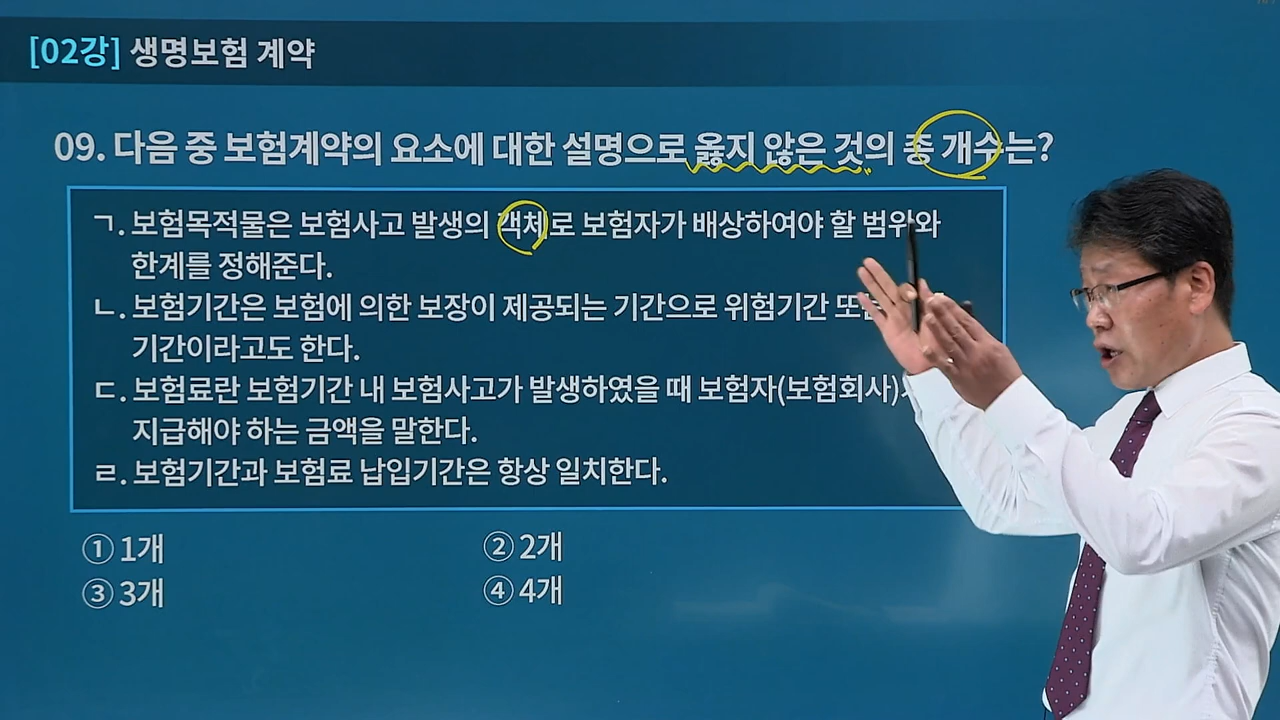 [02강] 생명보험 계약
09. 다음 중 보험계약의 요소에 대한 설명으로 옳지 않은 것의 총 개수는?
ㄱ. 보험목적물은 보험사고 발생의 객체로 보험자가 배상하여야 할 범위와
한계를 정해준다.
ㄴ. 보험기간은 보험에 의한 보장이 제공되는 기간으로 위험기간
기간이라고도 한다.
ㄷ. 보험료란 보험기간 내 보험사고가 발생하였을 때 보험자(보험회사)
지급해야 하는 금액을 말한다.
ㄹ. 보험기간과 보험료 납입기간은 항상 일치한다.
① 1개
② 2개
③ 3개
④ 4개